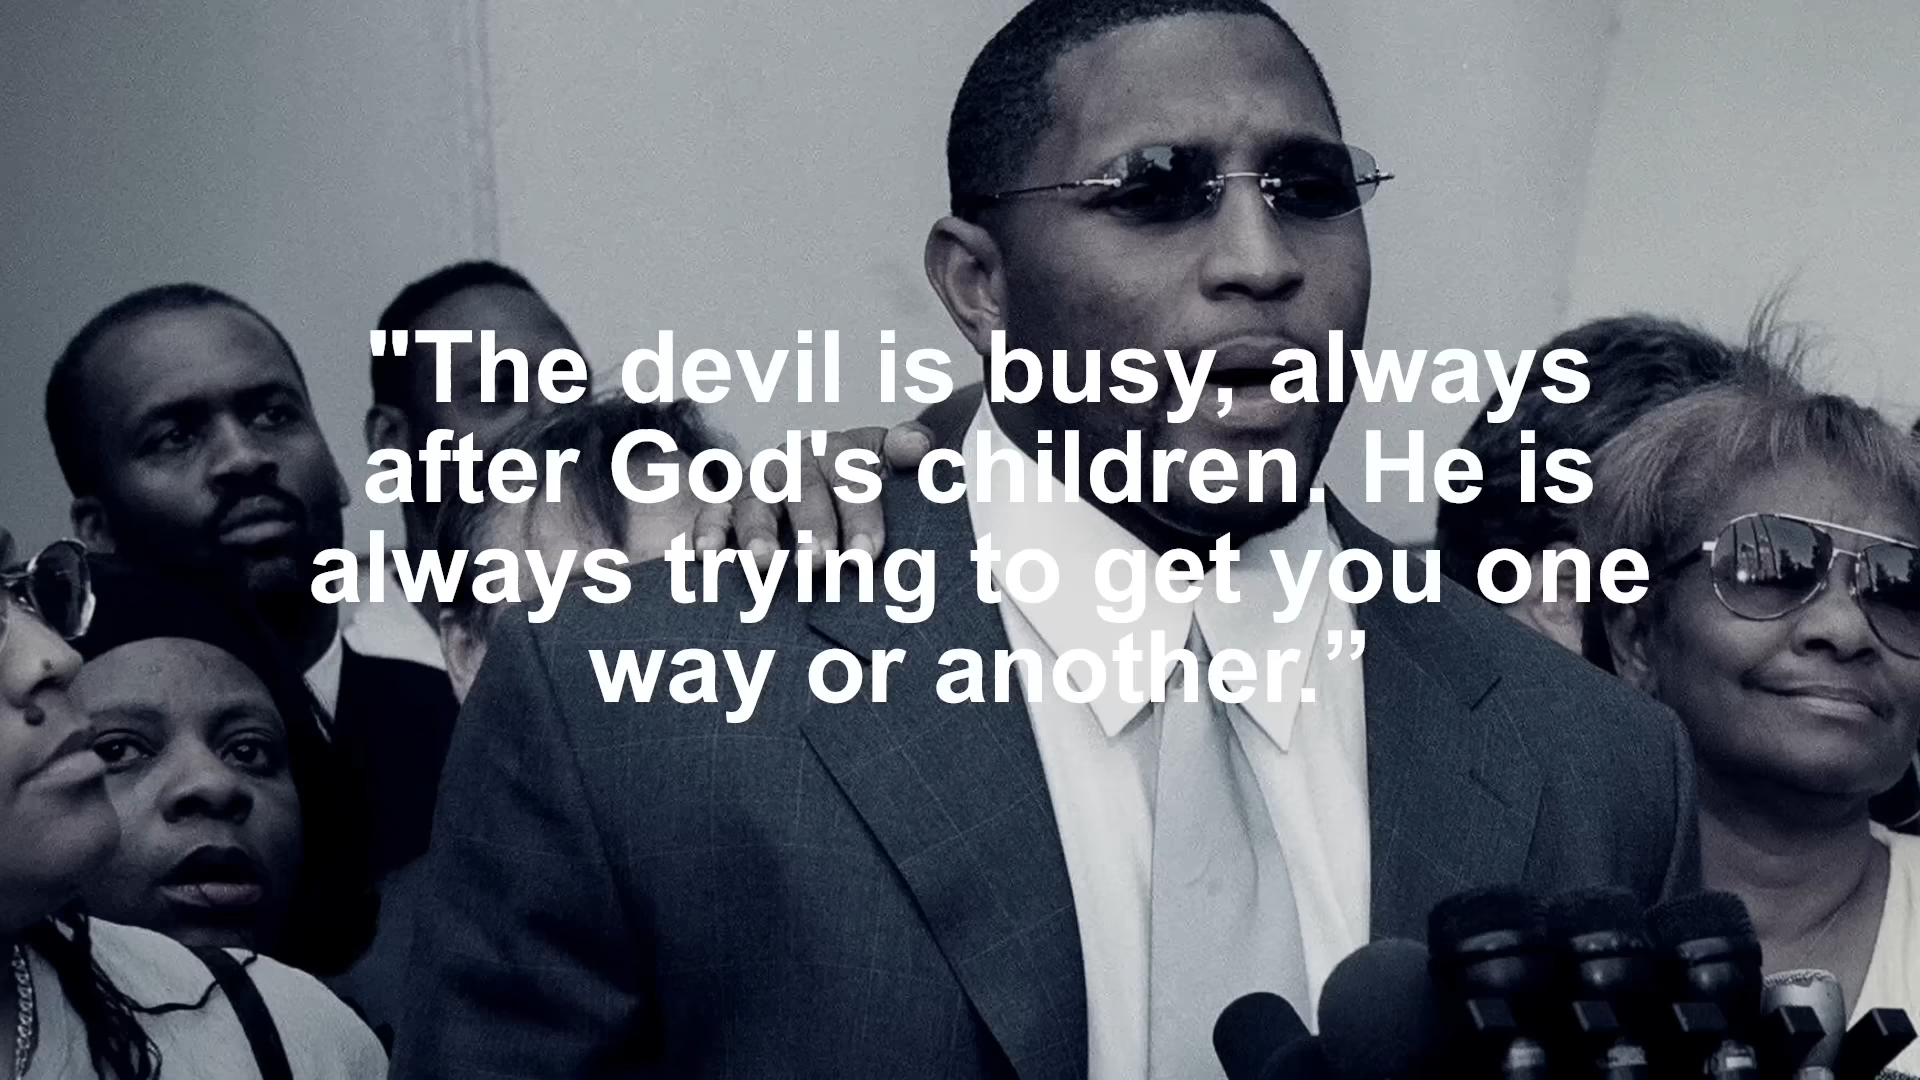 "The devil is busy, always
after God's children. He is
always trying to get you one
way or another.”